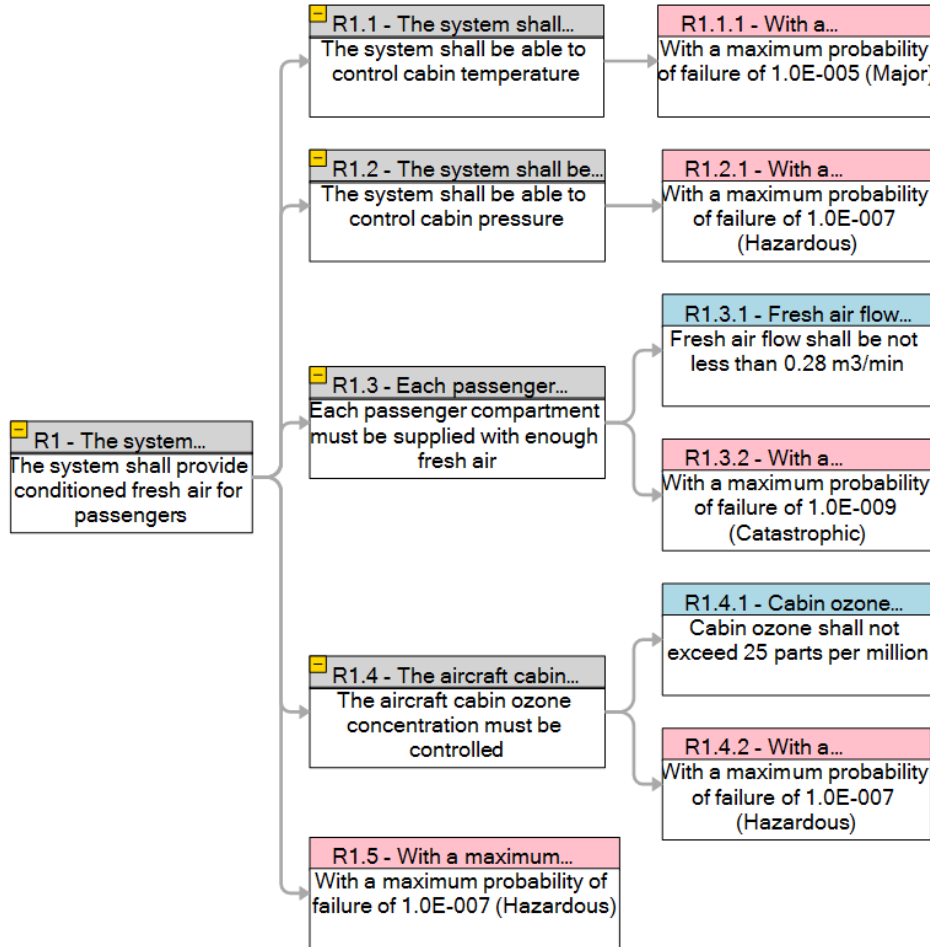 R1.1 - The system shall...
The system shall be able to
control cabin temperature
R1.1.1 - With a...
With a maximum probability
of failure of 1.0E-005 (Major)
R1.2 - The system shall be...
The system shall be able to
control cabin pressure
R1.2.1 - With a...
With a maximum probability
of failure of 1.0E-007
(Hazardous)
R1.3.1 - Fresh air flow...
Fresh air flow shall be not
less than 0.28 m3/min
R1.3 - Each passenger...
Each passenger compartment
must be supplied with enough
fresh air
R1 - The system...
The system shall provide
conditioned fresh air for
passengers
R1.3.2 - With a...
With a maximum probability
of failure of 1.0E-009
(Catastrophic)
R1.4.1 - Cabin ozone...
Cabin ozone shall not
exceed 25 parts per million
R1.4 - The aircraft cabin...
The aircraft cabin ozone
concentration must be
controlled
R1.4.2 - With a...
With a maximum probability
of failure of 1.0E-007
(Hazardous)
R1.5 - With a maximum...
With a maximum probability of
failure of 1.0E-007 (Hazardous)